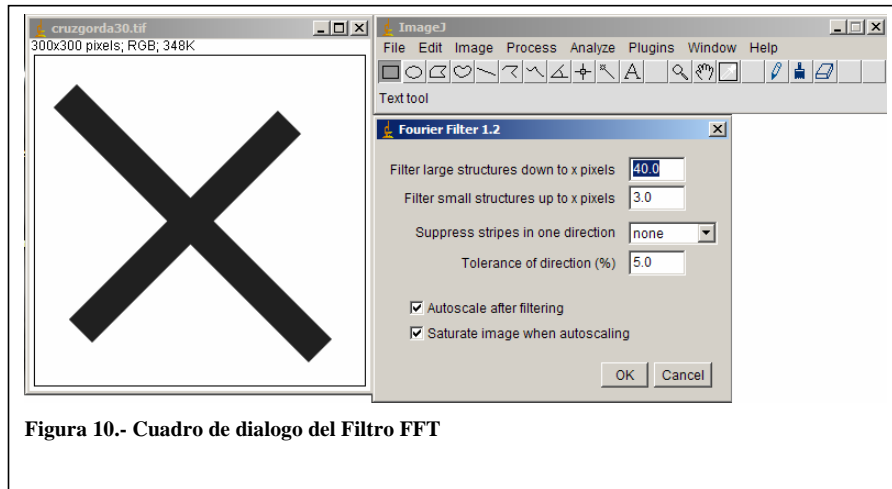 cruzgorda30.tif
300x300 pixels; RGB; 348K
ImageJ
File Edit Image Process Analyze Plugins Window Help
A
Text tool
Fourier Filter 1.2
Filter large structures down to x pixels 40.0
Filter small structures up to x pixels 3.0
Suppress stripes in one direction none
Tolerance of direction (%) 5.0
Autoscale after filtering
Saturate image when autoscaling
OK Cancel
Figura 10.- Cuadro de dialogo del Filtro FFT